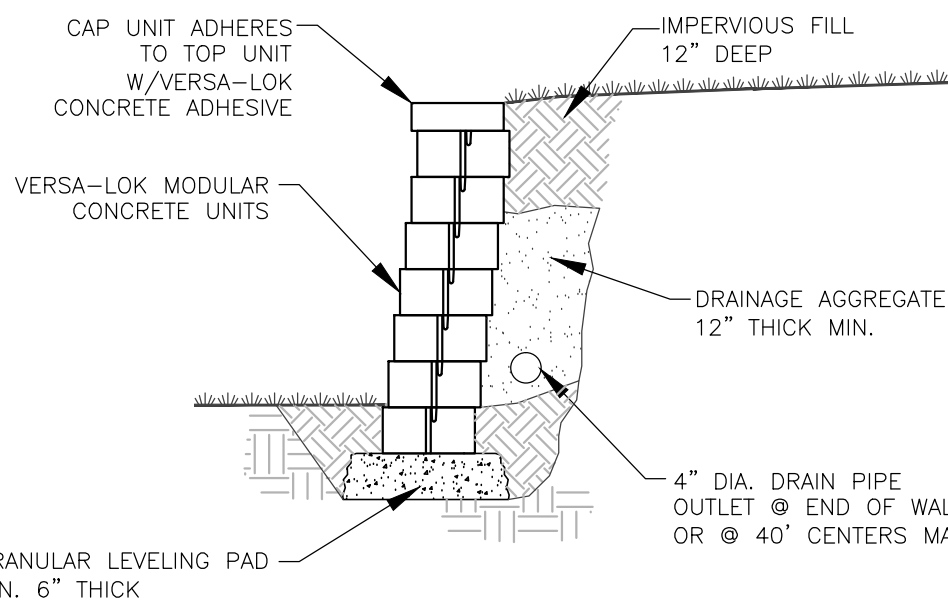 CAP UNIT ADHERES
TO TOP UNIT
W/VERSA-LOK
CONCRETE ADHESIVE
IMPERVIOUS FILL
12” DEEP
VERSA-LOK MODULAR
CONCRETE UNITS
DRAINAGE AGGREGATE
12” THICK MIN.
4” DIA. DRAIN PIPE
OUTLET @ END OF WAL
OR @ 40’ CENTERS MA
RANULAR LEVELING PAD
N. 6” THICK